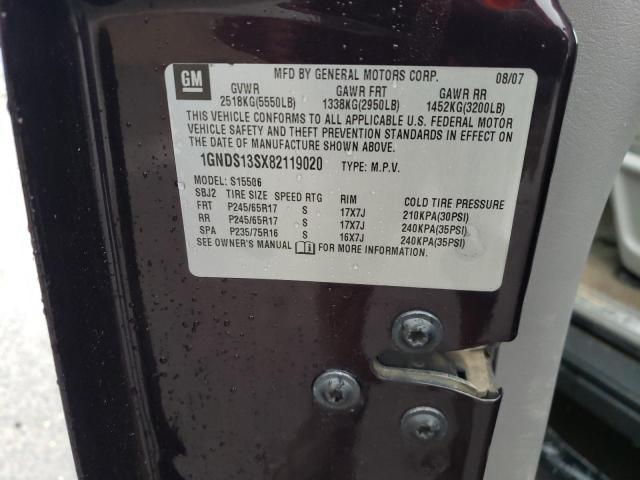 GM MFD BY GENERAL MOTORS CORP. 08/07
GVWR GAWR FRT GAWR RR
2518KG(5550LB) 1338KG(2950LB) 1452KG(3200LB)
THIS VEHICLE CONFORMS TO ALL APPLICABLE U.S. FEDERAL MOTOR
VEHICLE SAFETY AND THEFT PREVENTION STANDARDS IN EFFECT ON
THE DATE OF MANUFACTURE SHOWN ABOVE.
1GNDS13SX82119020 TYPE: M.P.V.
MODEL: S15506
SBJ2 TIRE SIZE SPEED RTG RIM COLD TIRE PRESSURE
FRT P245/65R17 S 17X7J 210KPA(30PSI)
RR P245/65R17 S 17X7J 240KPA(35PSI)
SPA P235/75R16 S 16X7J 240KPA(35PSI)
SEE OWNER'S MANUAL FOR MORE INFORMATION.